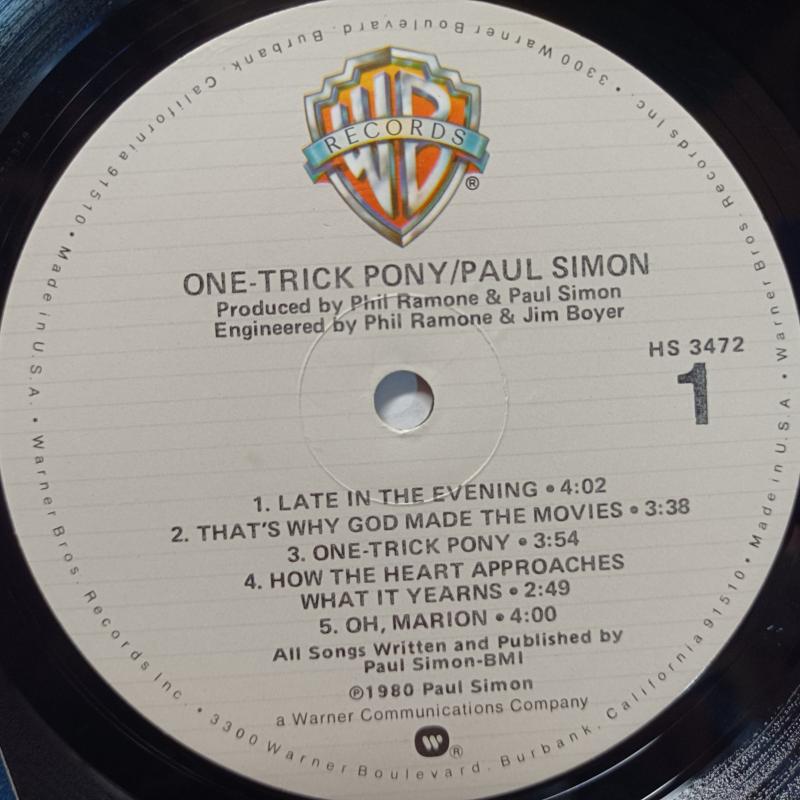 WB
RECORDS
®
ONE-TRICK PONY/PAUL SIMON
Produced by Phil Ramone & Paul Simon
Engineered by Phil Ramone & Jim Boyer
HS 3472
1
1. LATE IN THE EVENING • 4:02
2. THAT'S WHY GOD MADE THE MOVIES • 3:38
3. ONE-TRICK PONY • 3:54
4. HOW THE HEART APPROACHES
WHAT IT YEARNS • 2:49
5. OH, MARION • 4:00
All Songs Written and Published by
Paul Simon-BMI
℗1980 Paul Simon
a Warner Communications Company
W ®
Warner Bros. Records Inc. • 3300 Warner Boulevard. Burbank. California 91510 • Made in U.S.A. • Warner Bros. Records Inc. • 3300 Warner Boulevard. Burbank. California 91510 • Made in U.S.A. •